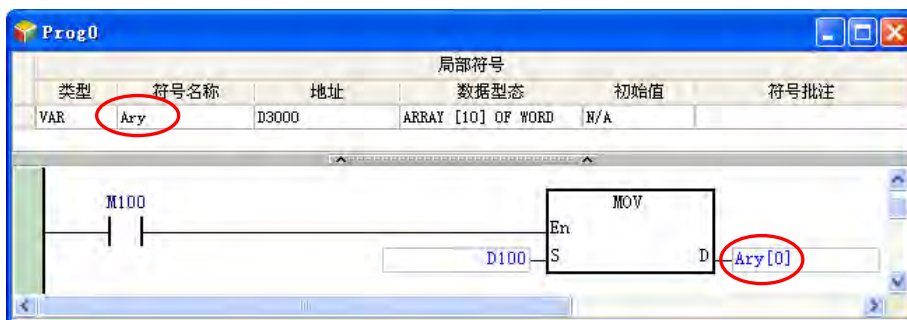 Prog0
局部符号
类型 符号名称 地址 数据型态 初始值 符号批注
VAR Ary D3000 ARRAY [10] OF WORD N/A
M100
MOV
En
D100 S D Ary[0]